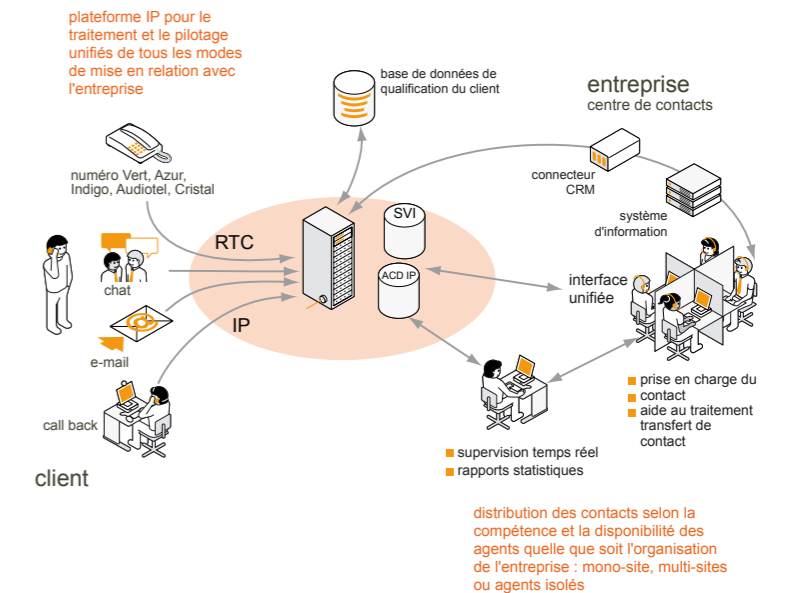 plateforme IP pour le
traitement et le pilotage
unifiés de tous les modes
de mise en relation avec
l'entreprise
base de données de
qualification du client
entreprise
centre de contacts
numéro Vert, Azur,
Indigo, Audiotel, Cristal
connecteur
CRM
système
d'information
RTC
SVI
chat
ACD IP
interface
unifiée
IP
e-mail
call back
client
prise en charge du
contact
aide au traitement
transfert de
contact
supervision temps réel
rapports statistiques
distribution des contacts selon la
compétence et la disponibilité des
agents quelle que soit l'organisation
de l'entreprise : mono-site, multi-sites
ou agents isolés